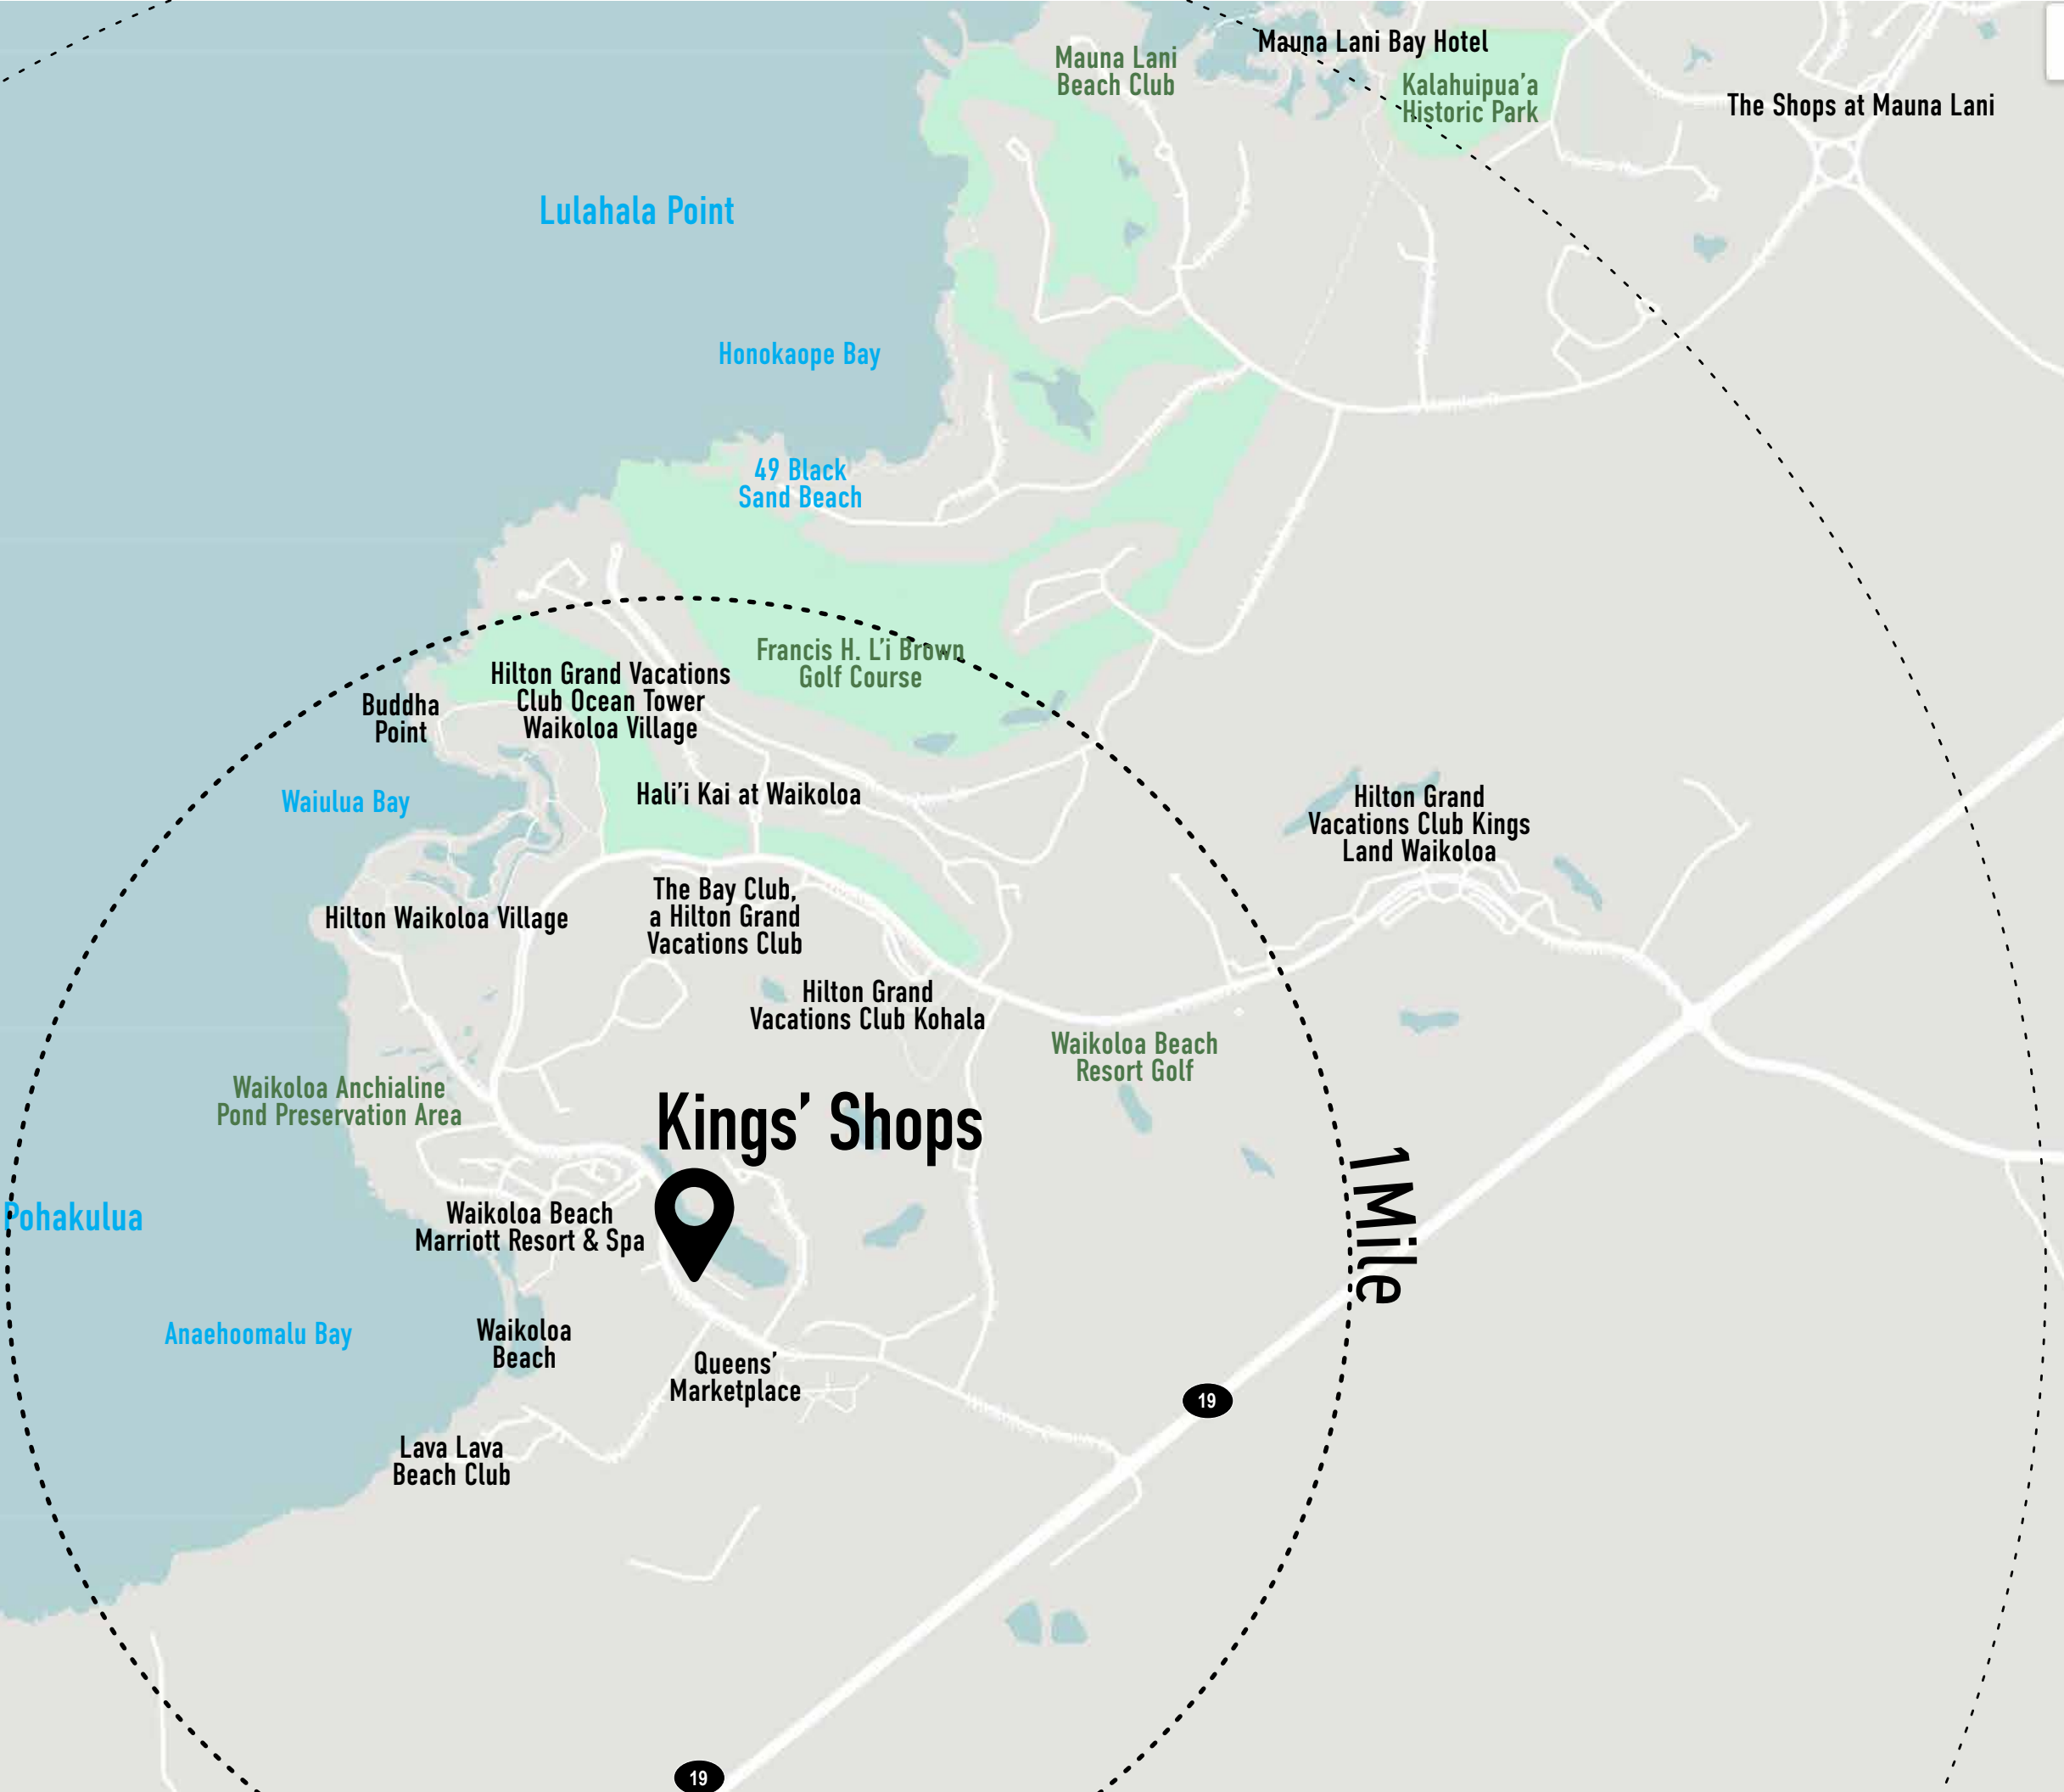 Mauna Lani Bay Hotel
Mauna Lani
Beach Club
Kalahuipua’a
Historic Park
The Shops at Mauna Lani
Lulahala Point
Honokaope Bay
49 Black
Sand Beach
Francis H. L’i Brown
Golf Course
Hilton Grand Vacations
Club Ocean Tower
Waikoloa Village
Buddha
Point
Waiulua Bay
Hali’i Kai at Waikoloa
Hilton Grand
Vacations Club Kings
Land Waikoloa
The Bay Club,
a Hilton Grand
Vacations Club
Hilton Waikoloa Village
Hilton Grand
Vacations Club Kohala
Waikoloa Beach
Resort Golf
Waikoloa Anchialine
Pond Preservation Area
Kings’ Shops
1 Mile
Pohakulua
Waikoloa Beach
Marriott Resort & Spa
Anaehoomalu Bay
Waikoloa
Beach
Queens’
Marketplace
19
Lava Lava
Beach Club
19